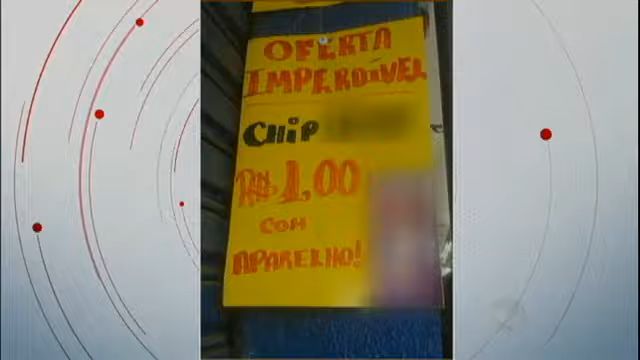 OFERTA
IMPERDÍVEL
CHIP
R$ 1,00
COM
APARELHO!